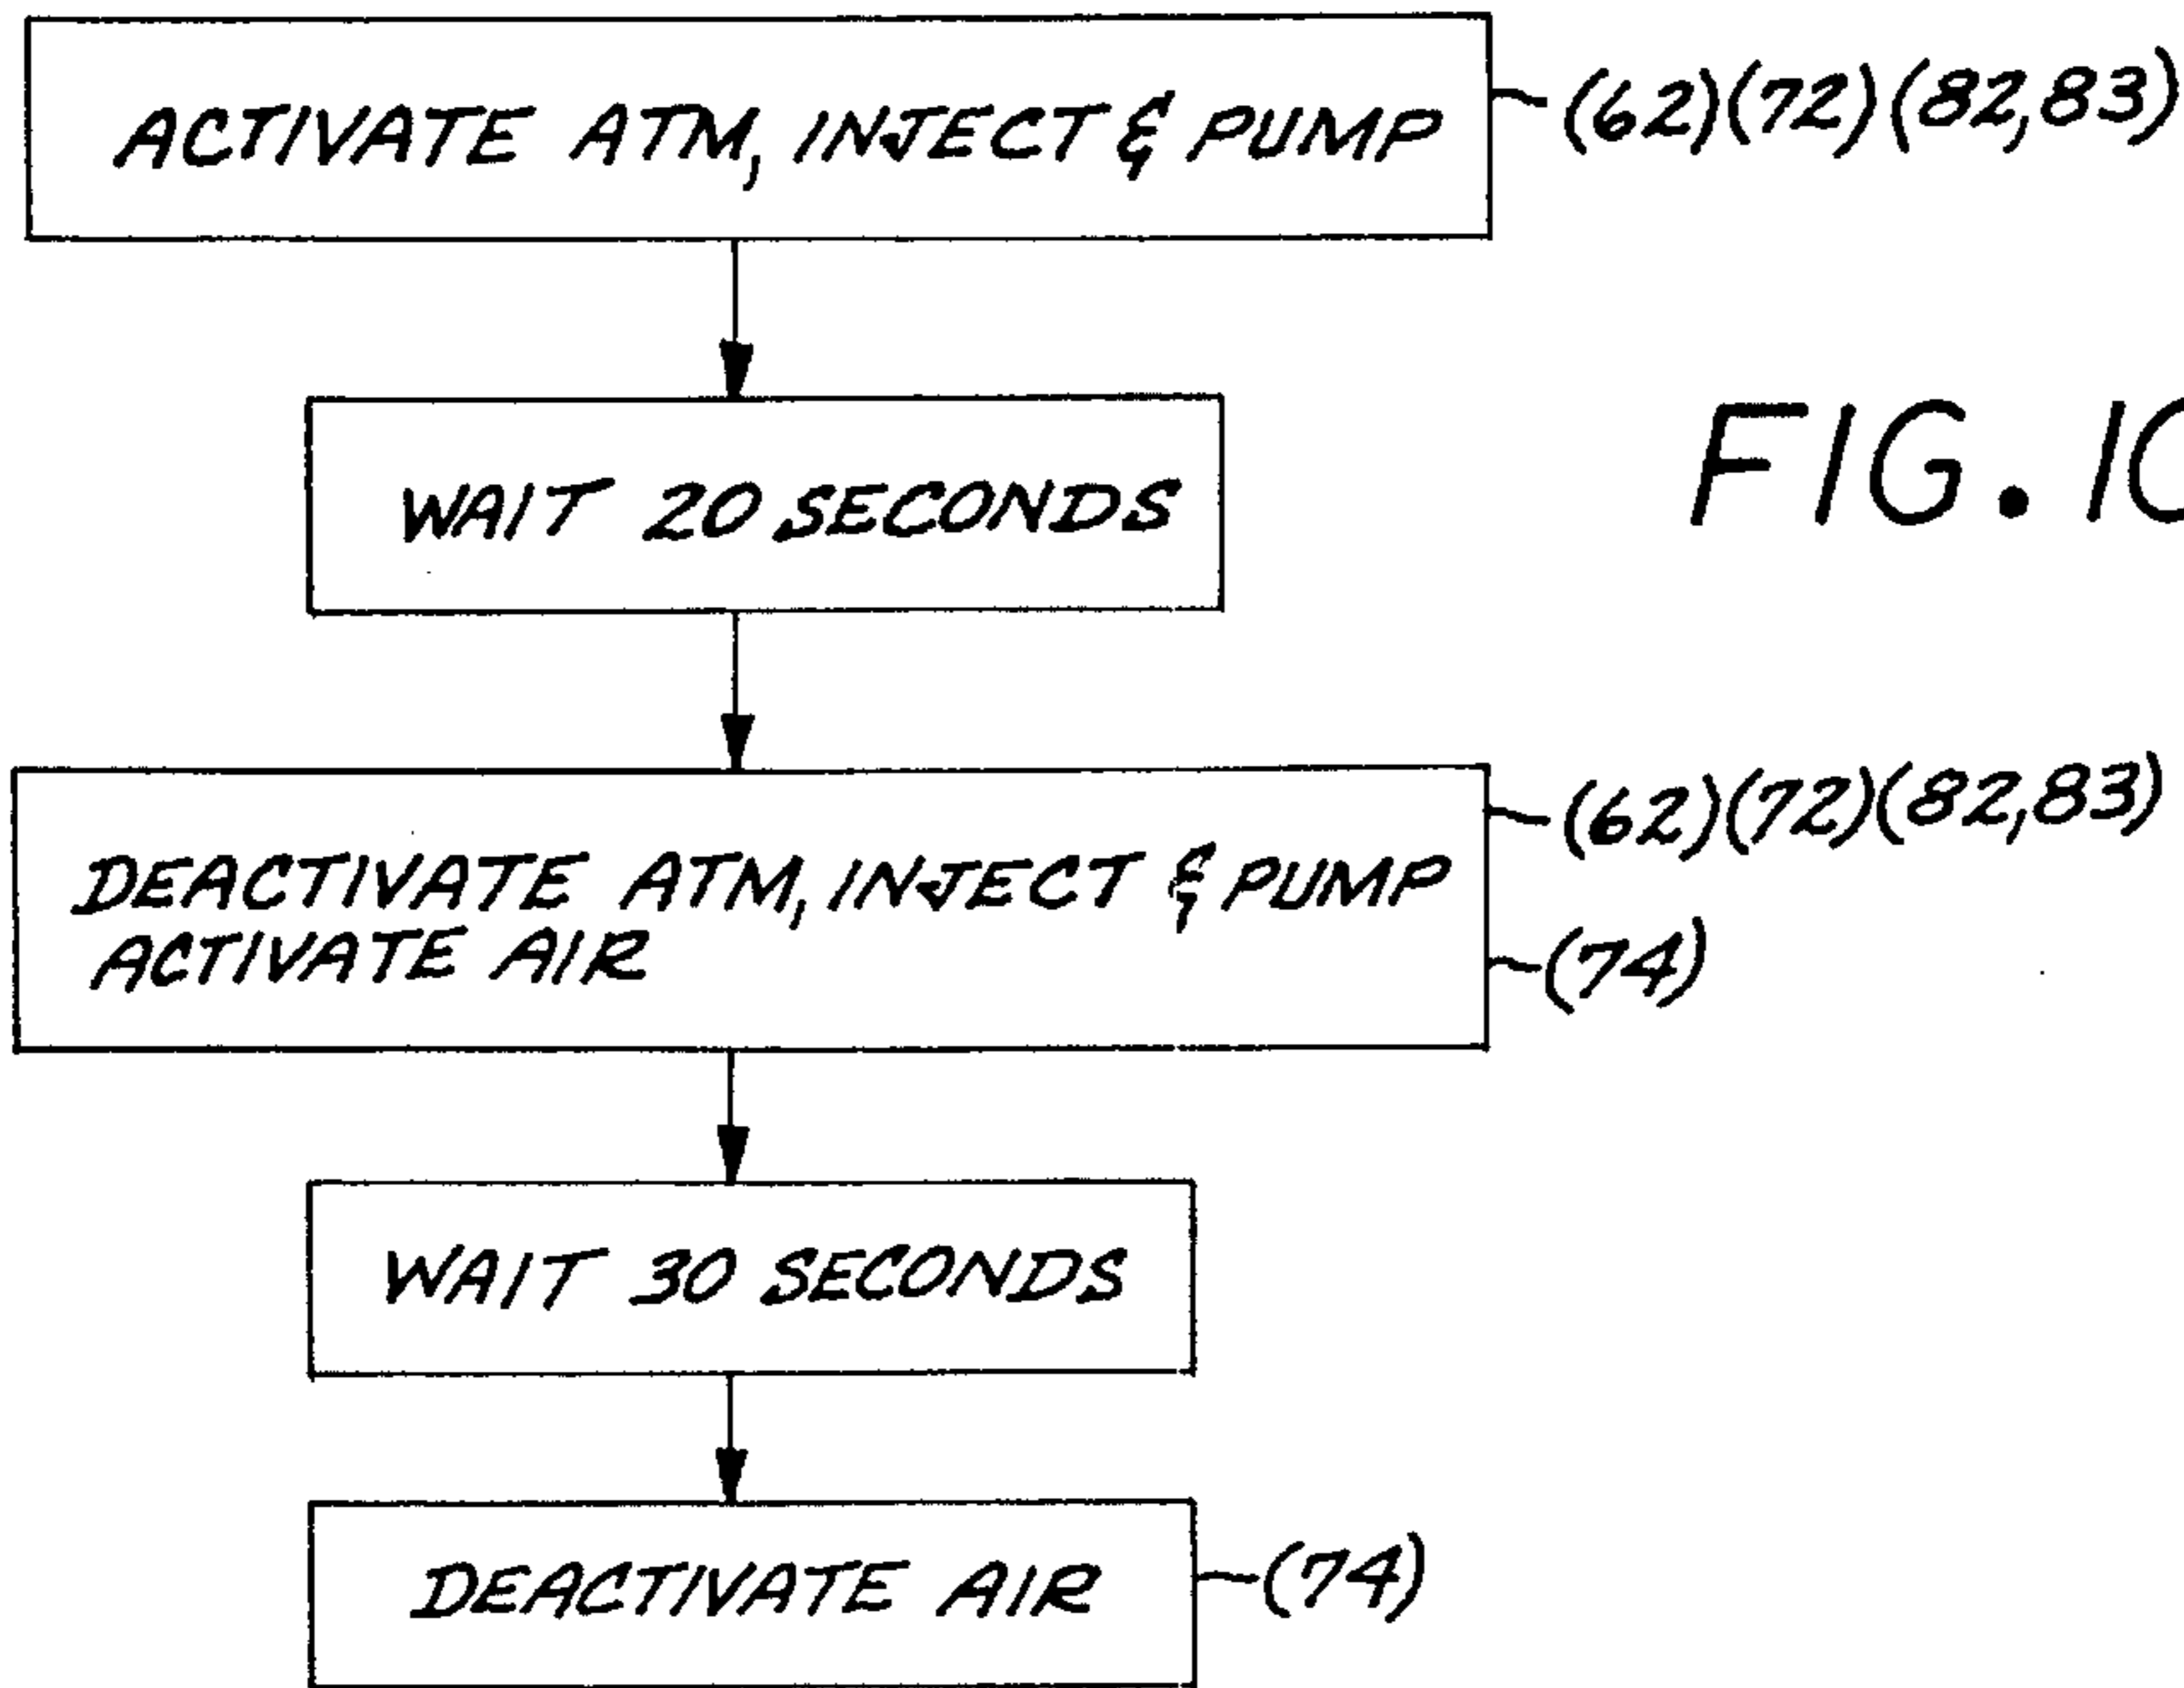 ACTIVATE ATM, INJECT & PUMP (62)(72)(82,83)
WAIT 20 SECONDS
FIG. 10
DEACTIVATE ATM, INJECT & PUMP (62)(72)(82,83)
ACTIVATE AIR (74)
WAIT 30 SECONDS
DEACTIVATE AIR (74)